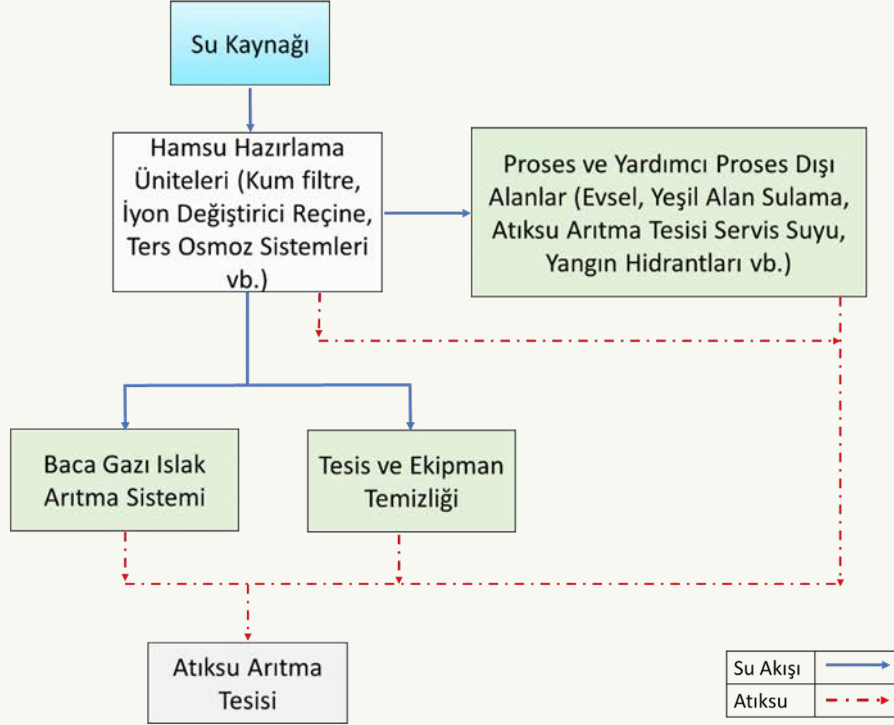 Su Kaynağı
Hamsu Hazırlama
Üniteleri (Kum filtre,
İyon Değiştirici Reçine,
Ters Osmoz Sistemleri
vb.)
Proses ve Yardımcı Proses Dışı
Alanlar (Evsel, Yeşil Alan Sulama,
Atıksu Arıtma Tesisi Servis Suyu,
Yangın Hidrantları vb.)
Baca Gazı Islak
Arıtma Sistemi
Tesis ve Ekipman
Temizliği
Atıksu Arıtma
Tesisi
Su Akışı
Atıksu